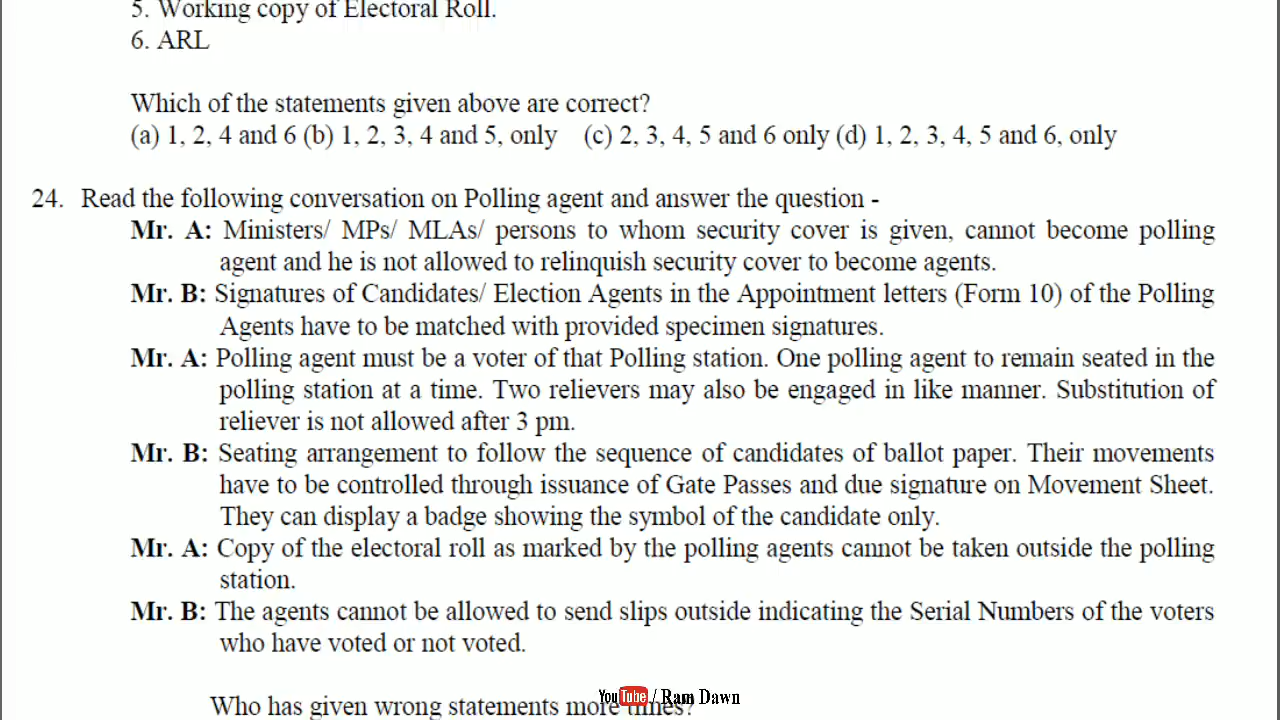 5. Working copy of Electoral Roll.
6. ARL
Which of the statements given above are correct?
(a) 1, 2, 4 and 6 (b) 1, 2, 3, 4 and 5, only (c) 2, 3, 4, 5 and 6 only (d) 1, 2, 3, 4, 5 and 6, only
24. Read the following conversation on Polling agent and answer the question -
Mr. A: Ministers/ MPs/ MLAs/ persons to whom security cover is given, cannot become polling
agent and he is not allowed to relinquish security cover to become agents.
Mr. B: Signatures of Candidates/ Election Agents in the Appointment letters (Form 10) of the Polling
Agents have to be matched with provided specimen signatures.
Mr. A: Polling agent must be a voter of that Polling station. One polling agent to remain seated in the
polling station at a time. Two relievers may also be engaged in like manner. Substitution of
reliever is not allowed after 3 pm.
Mr. B: Seating arrangement to follow the sequence of candidates of ballot paper. Their movements
have to be controlled through issuance of Gate Passes and due signature on Movement Sheet.
They can display a badge showing the symbol of the candidate only.
Mr. A: Copy of the electoral roll as marked by the polling agents cannot be taken outside the polling
station.
Mr. B: The agents cannot be allowed to send slips outside indicating the Serial Numbers of the voters
who have voted or not voted.
Who has given wrong statements more times?
YouTube / Ram Dawn